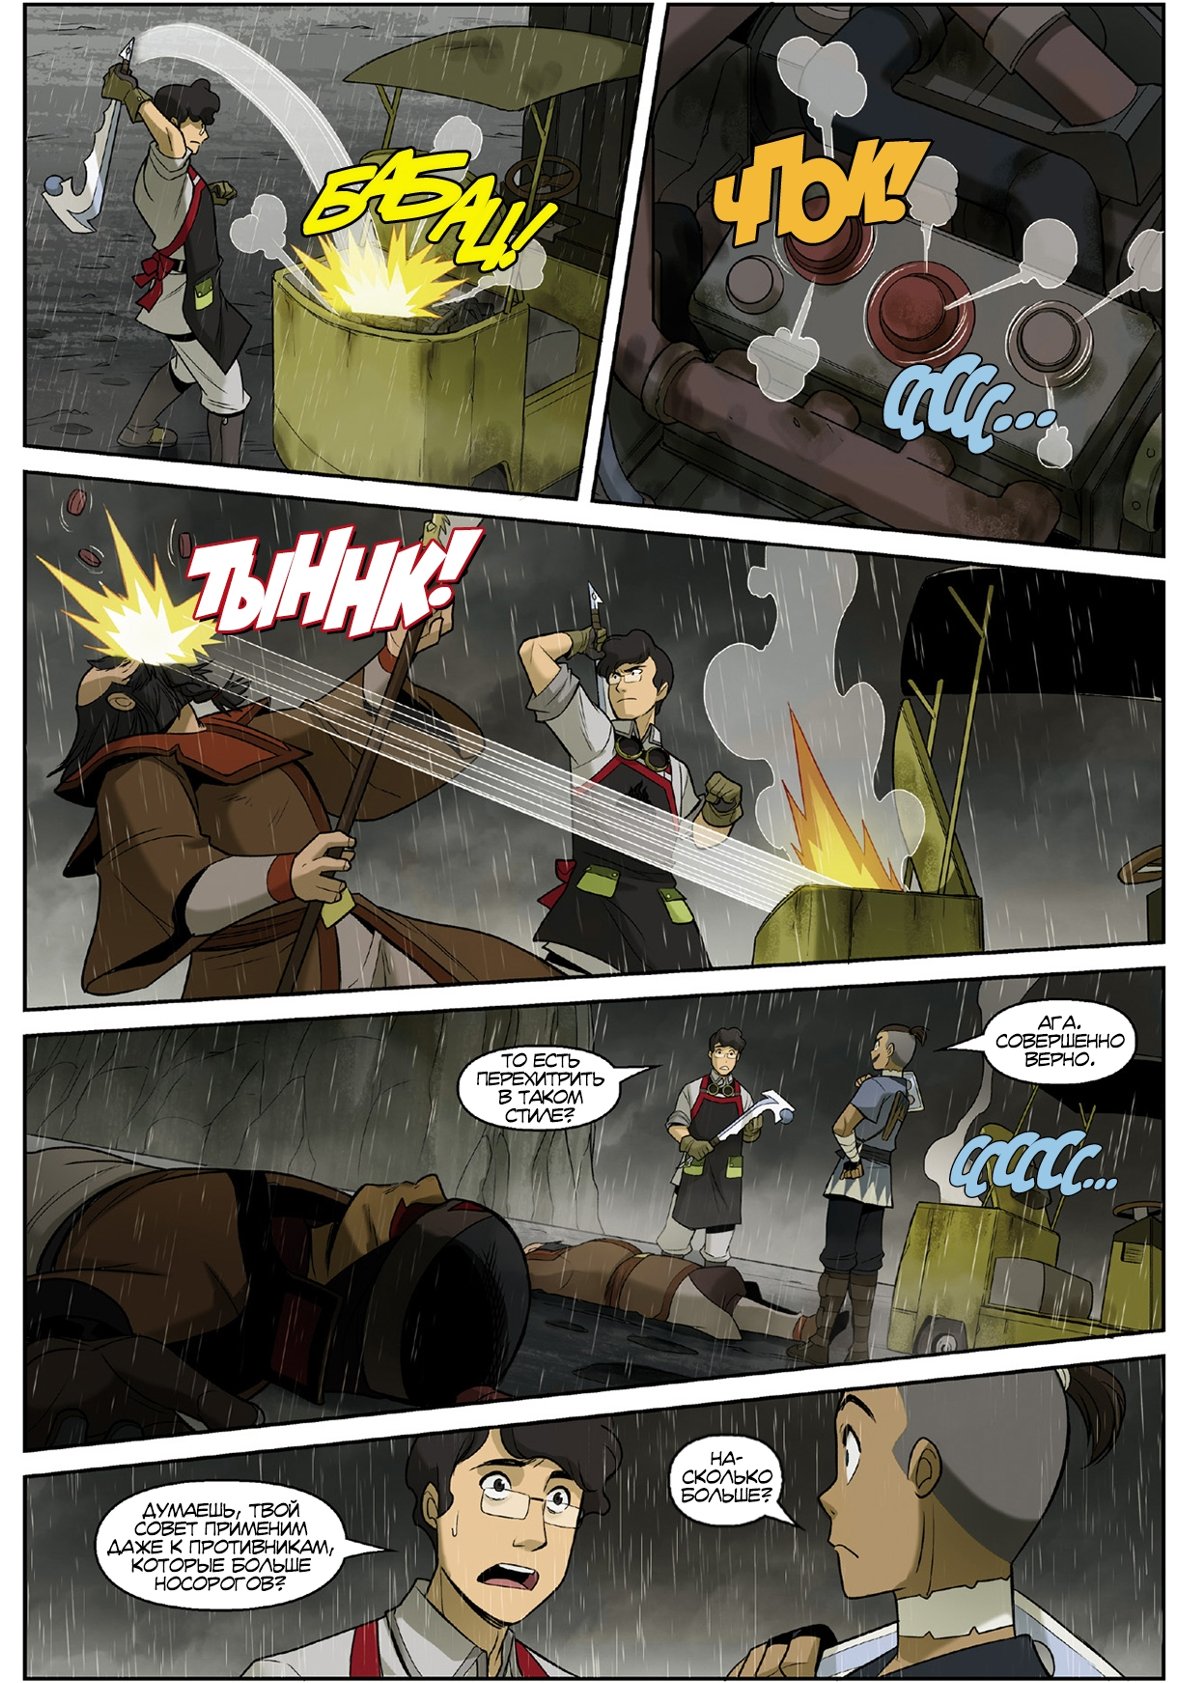 БАБАЦ!
ЧПОК!
СССС...
ТЫННК!
ТО ЕСТЬ
ПЕРЕХИТРИТЬ
В ТАКОМ
СТИЛЕ?
АГА.
СОВЕРШЕННО
ВЕРНО.
ССССС...
ДУМАЕШЬ, ТВОЙ
СОВЕТ ПРИМЕНИМ
ДАЖЕ К ПРОТИВНИКАМ,
КОТОРЫЕ БОЛЬШЕ
НОСОРОГОВ?
НА-
СКОЛЬКО
БОЛЬШЕ?